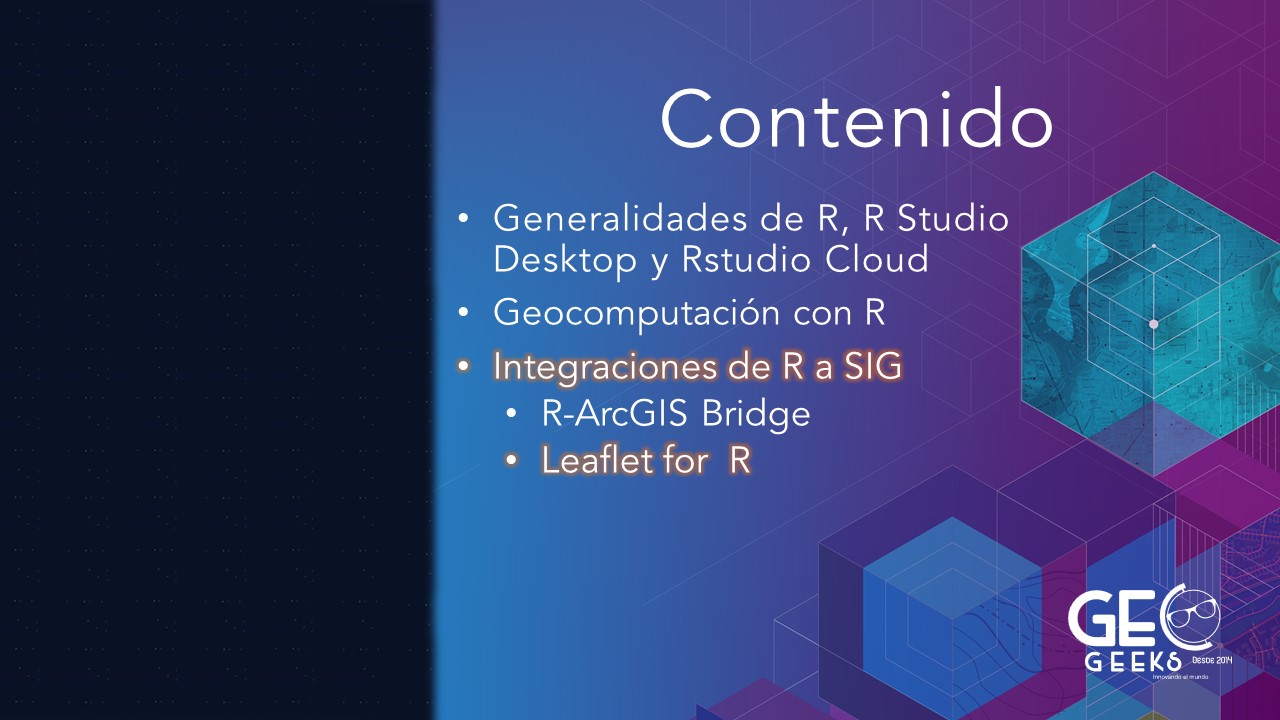 Contenido
• Generalidades de R, R Studio
Desktop y Rstudio Cloud
• Geocomputación con R
• Integraciones de R a SIG
• R-ArcGIS Bridge
• Leaflet for R
GEO
GEEKS DESDE 2014
Innovando el mundo